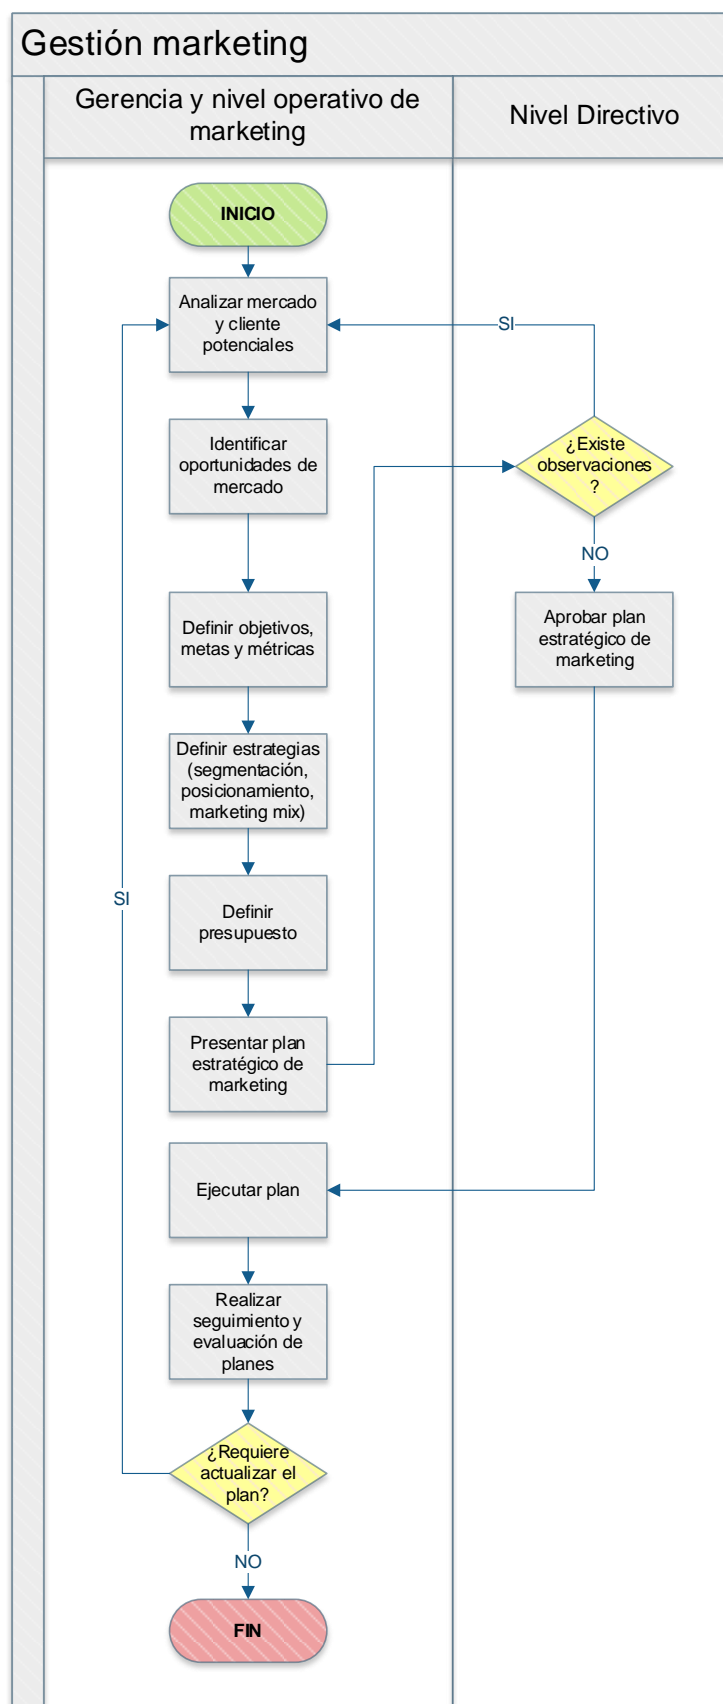 Gestión marketing
Gerencia y nivel operativo de
marketing
Nivel Directivo
INICIO
Analizar mercado
y cliente
potenciales
SI
Identificar
oportunidades de
mercado
¿Existe
observaciones
?
NO
Definir objetivos,
metas y métricas
Aprobar plan
estratégico de
marketing
Definir estrategias
(segmentación,
posicionamiento,
marketing mix)
SI
Definir
presupuesto
Presentar plan
estratégico de
marketing
Ejecutar plan
Realizar
seguimiento y
evaluación de
planes
¿Requiere
actualizar el
plan?
NO
FIN